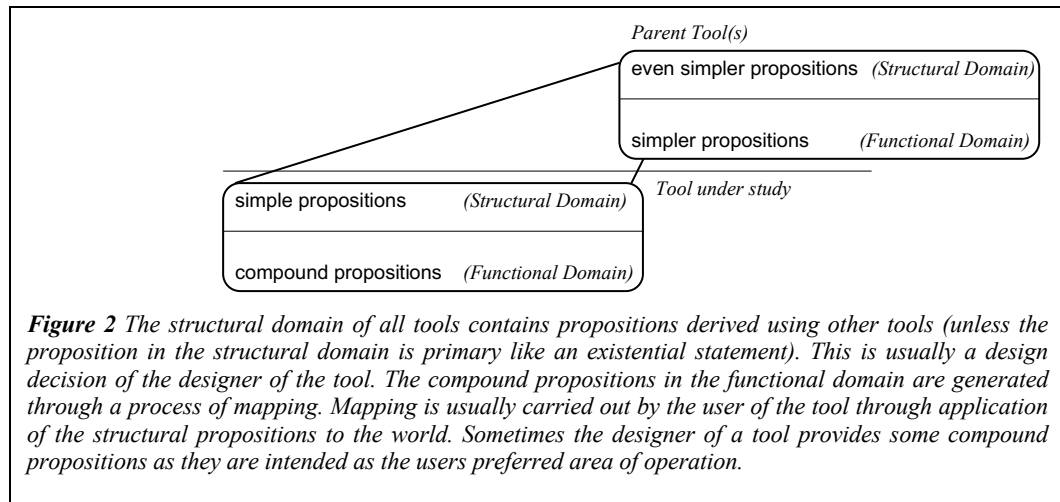 Parent Tool(s)
even simpler propositions (Structural Domain)
simpler propositions (Functional Domain)
Tool under study
simple propositions (Structural Domain)
compound propositions (Functional Domain)
Figure 2 The structural domain of all tools contains propositions derived using other tools (unless the
proposition in the structural domain is primary like an existential statement). This is usually a design
decision of the designer of the tool. The compound propositions in the functional domain are generated
through a process of mapping. Mapping is usually carried out by the user of the tool through application
of the structural propositions to the world. Sometimes the designer of a tool provides some compound
propositions as they are intended as the users preferred area of operation.